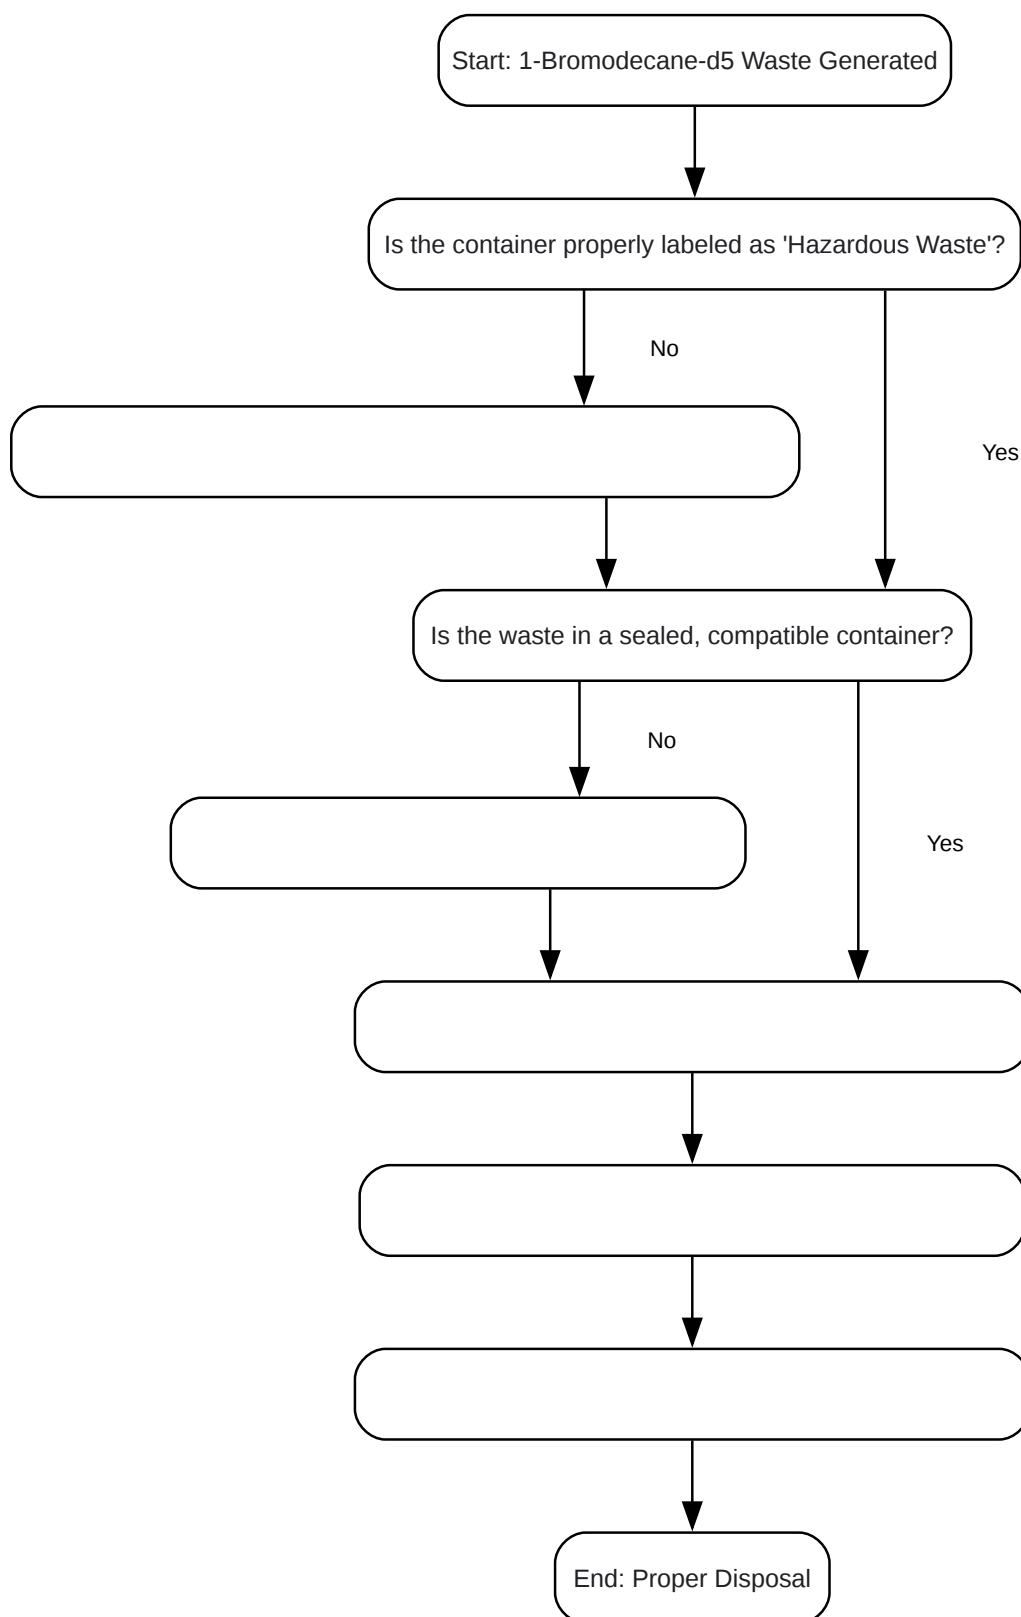 Start: 1-Bromodecane-d5 Waste Generated
Is the container properly labeled as 'Hazardous Waste'?
No
Yes
Is the waste in a sealed, compatible container?
No
Yes
End: Proper Disposal